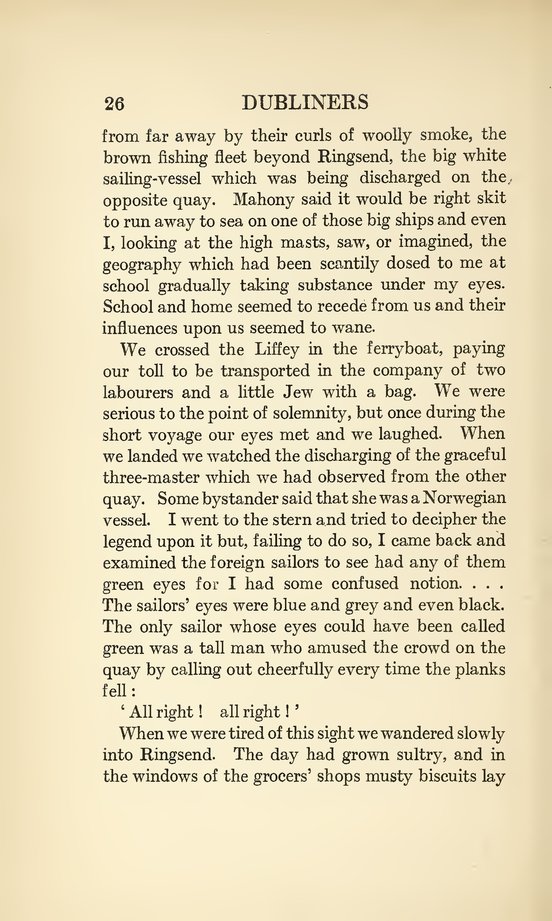 26 DUBLINERS
from far away by their curls of woolly smoke, the
brown fishing fleet beyond Ringsend, the big white
sailing-vessel which was being discharged on the
opposite quay. Mahony said it would be right skit
to run away to sea on one of those big ships and even
I, looking at the high masts, saw, or imagined, the
geography which had been scantily dosed to me at
school gradually taking substance under my eyes.
School and home seemed to recede from us and their
influences upon us seemed to wane.
We crossed the Liffey in the ferryboat, paying
our toll to be transported in the company of two
labourers and a little Jew with a bag. We were
serious to the point of solemnity, but once during the
short voyage our eyes met and we laughed. When
we landed we watched the discharging of the graceful
three-master which we had observed from the other
quay. Some bystander said that she was a Norwegian
vessel. I went to the stern and tried to decipher the
legend upon it but, failing to do so, I came back and
examined the foreign sailors to see had any of them
green eyes for I had some confused notion. . . .
The sailors' eyes were blue and grey and even black.
The only sailor whose eyes could have been called
green was a tall man who amused the crowd on the
quay by calling out cheerfully every time the planks
fell :
‘ All right ! all right ! ’
When we were tired of this sight we wandered slowly
into Ringsend. The day had grown sultry, and in
the windows of the grocers' shops musty biscuits lay